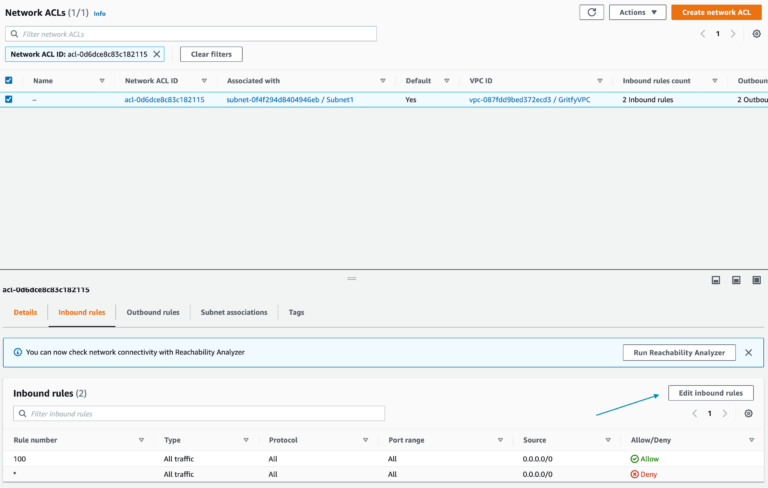 Network ACLs (1/1) Info
Actions ▼ Create network ACL
Filter network ACLs
1
Network ACL ID: acl-0d6dce8c83c182115 Clear filters
Name Network ACL ID Associated with Default VPC ID Inbound rules count Outboun
– acl-0d6dce8c83c182115 subnet-0f4f294d8404946eb / Subnet1 Yes vpc-087fdd9bed372ecd3 / GritfyVPC 2 Inbound rules 2 Outbou
acl-0d6dce8c83c182115
Details Inbound rules Outbound rules Subnet associations Tags
You can now check network connectivity with Reachability Analyzer Run Reachability Analyzer
Inbound rules (2) Edit inbound rules
Filter inbound rules 1
Rule number Type Protocol Port range Source Allow/Deny
100 All traffic All All 0.0.0.0/0 Allow
* All traffic All All 0.0.0.0/0 Deny